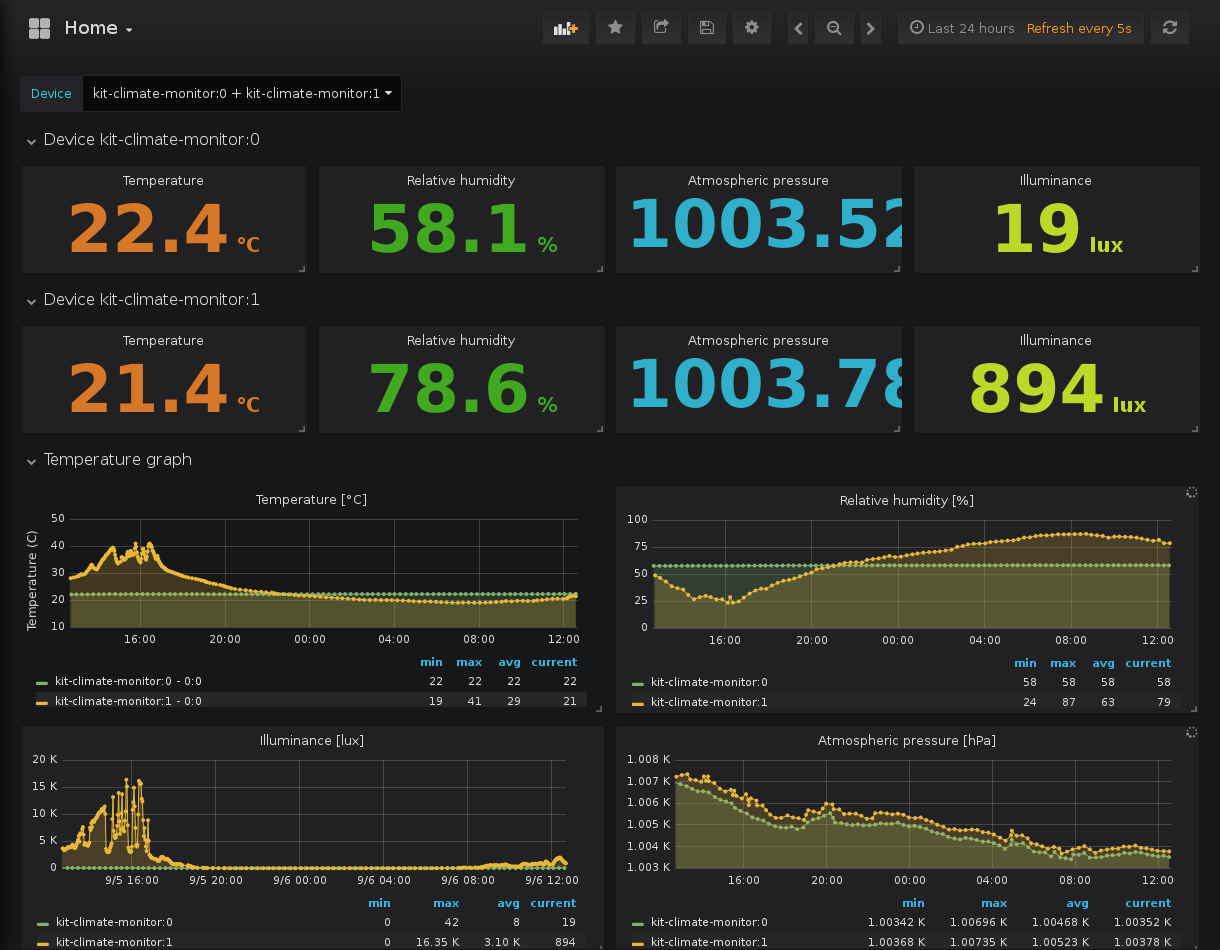 Home
Last 24 hours Refresh every 5s
Device kit-climate-monitor:0 + kit-climate-monitor:1
Device kit-climate-monitor:0
Temperature Relative humidity Atmospheric pressure Illuminance
22.4 °C 58.1 % 1003.52 19 lux
Device kit-climate-monitor:1
Temperature Relative humidity Atmospheric pressure Illuminance
21.4 °C 78.6 % 1003.78 894 lux
Temperature graph
Temperature [°C]
Temperature (C)
50
40
30
20
10
16:00 20:00 00:00 04:00 08:00 12:00
min max avg current
kit-climate-monitor:0 - 0:0 22 22 22 22
kit-climate-monitor:1 - 0:0 19 41 29 21
Relative humidity [%]
100
75
50
25
0
16:00 20:00 00:00 04:00 08:00 12:00
min max avg current
kit-climate-monitor:0 58 58 58 58
kit-climate-monitor:1 24 87 63 79
Illuminance [lux]
20 K
15 K
10 K
5 K
0
9/5 16:00 9/5 20:00 9/6 00:00 9/6 04:00 9/6 08:00 9/6 12:00
min max avg current
kit-climate-monitor:0 0 42 8 19
kit-climate-monitor:1 0 16.35 K 3.10 K 894
Atmospheric pressure [hPa]
1.008 K
1.007 K
1.006 K
1.005 K
1.004 K
1.003 K
16:00 20:00 00:00 04:00 08:00 12:00
min max avg current
kit-climate-monitor:0 1.00342 K 1.00696 K 1.00468 K 1.00352 K
kit-climate-monitor:1 1.00368 K 1.00735 K 1.00523 K 1.00378 K